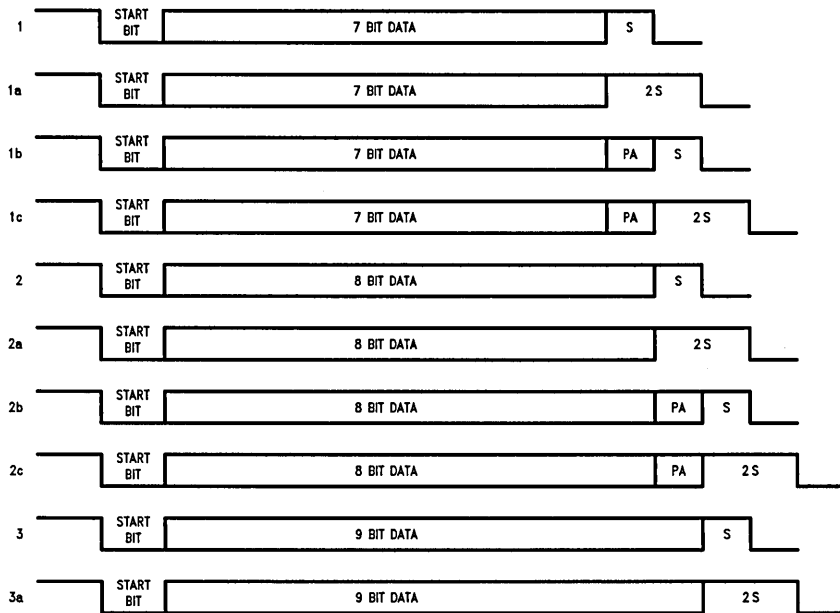 1 START BIT 7 BIT DATA S
1a START BIT 7 BIT DATA 2S
1b START BIT 7 BIT DATA PA S
1c START BIT 7 BIT DATA PA 2S
2 START BIT 8 BIT DATA S
2a START BIT 8 BIT DATA 2S
2b START BIT 8 BIT DATA PA S
2c START BIT 8 BIT DATA PA 2S
3 START BIT 9 BIT DATA S
3a START BIT 9 BIT DATA 2S